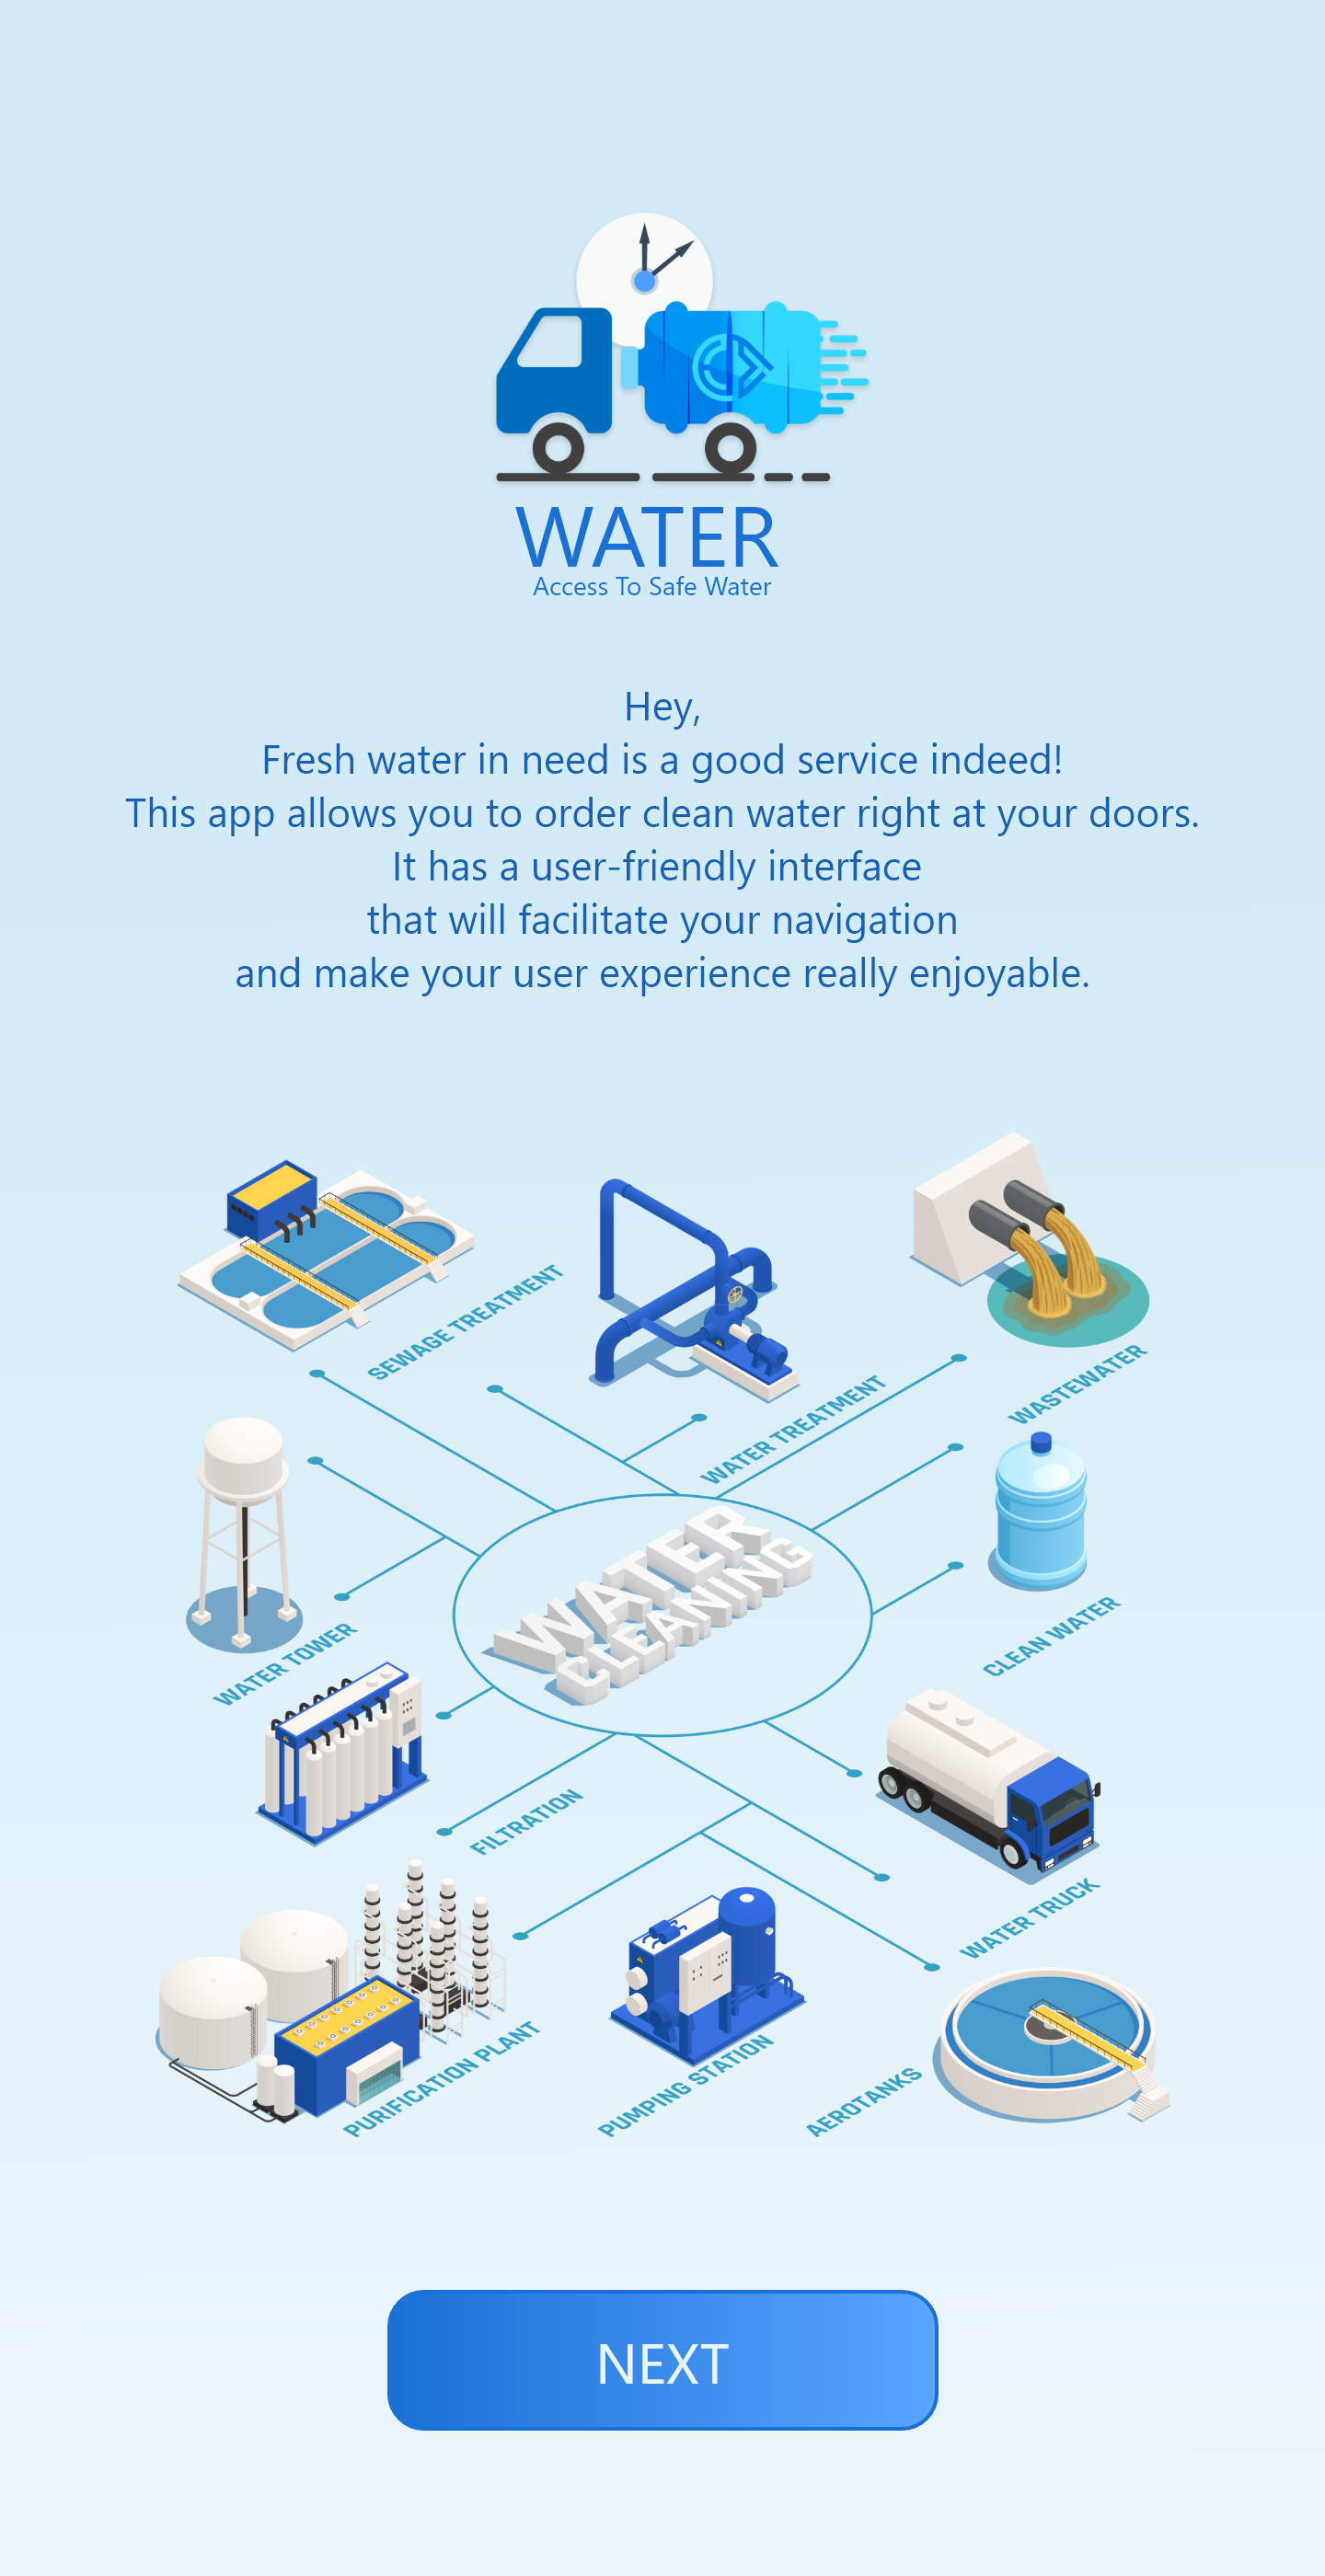 WATER
Access To Safe Water
Hey,
Fresh water in need is a good service indeed!
This app allows you to order clean water right at your doors.
It has a user-friendly interface
that will facilitate your navigation
and make your user experience really enjoyable.
SEWAGE TREATMENT
WATER TREATMENT
WASTEWATER
WATER TOWER
WATER
CLEANING
CLEAN WATER
FILTRATION
WATER TRUCK
PURIFICATION PLANT
PUMPING STATION
AEROTANKS
NEXT